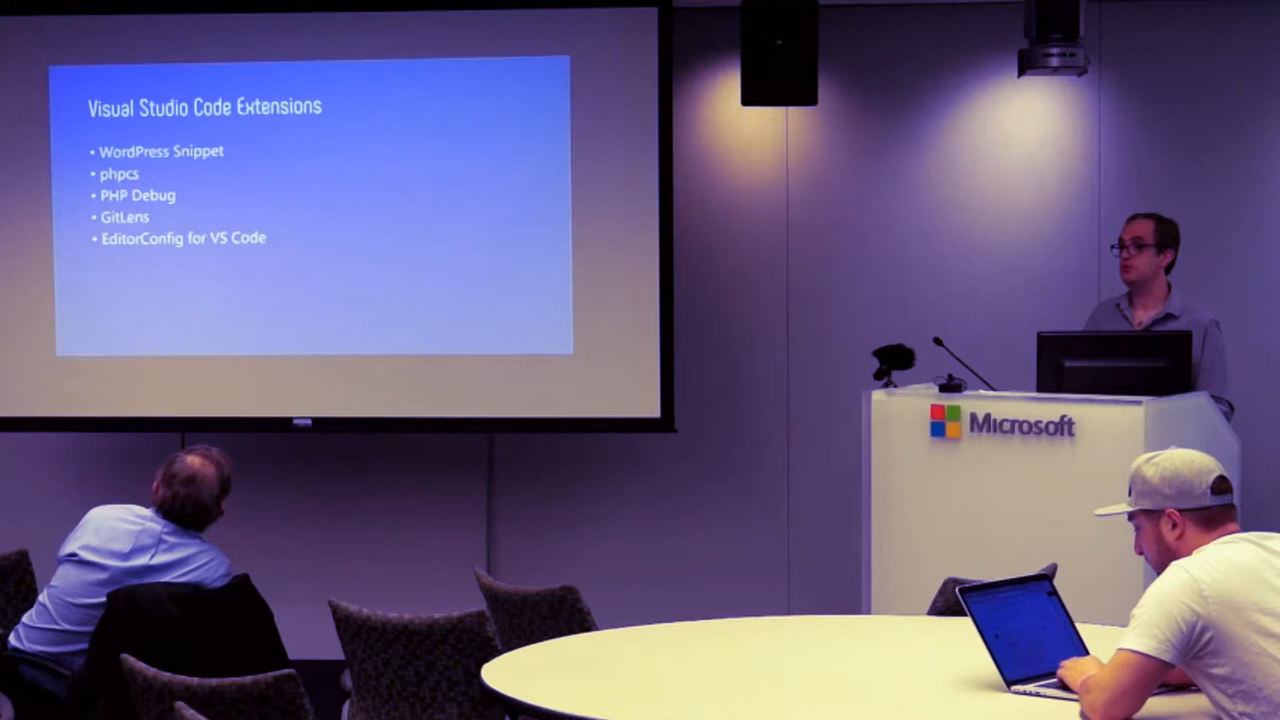 Visual Studio Code Extensions
• WordPress Snippet
• phpcs
• PHP Debug
• GitLens
• EditorConfig for VS Code
Microsoft